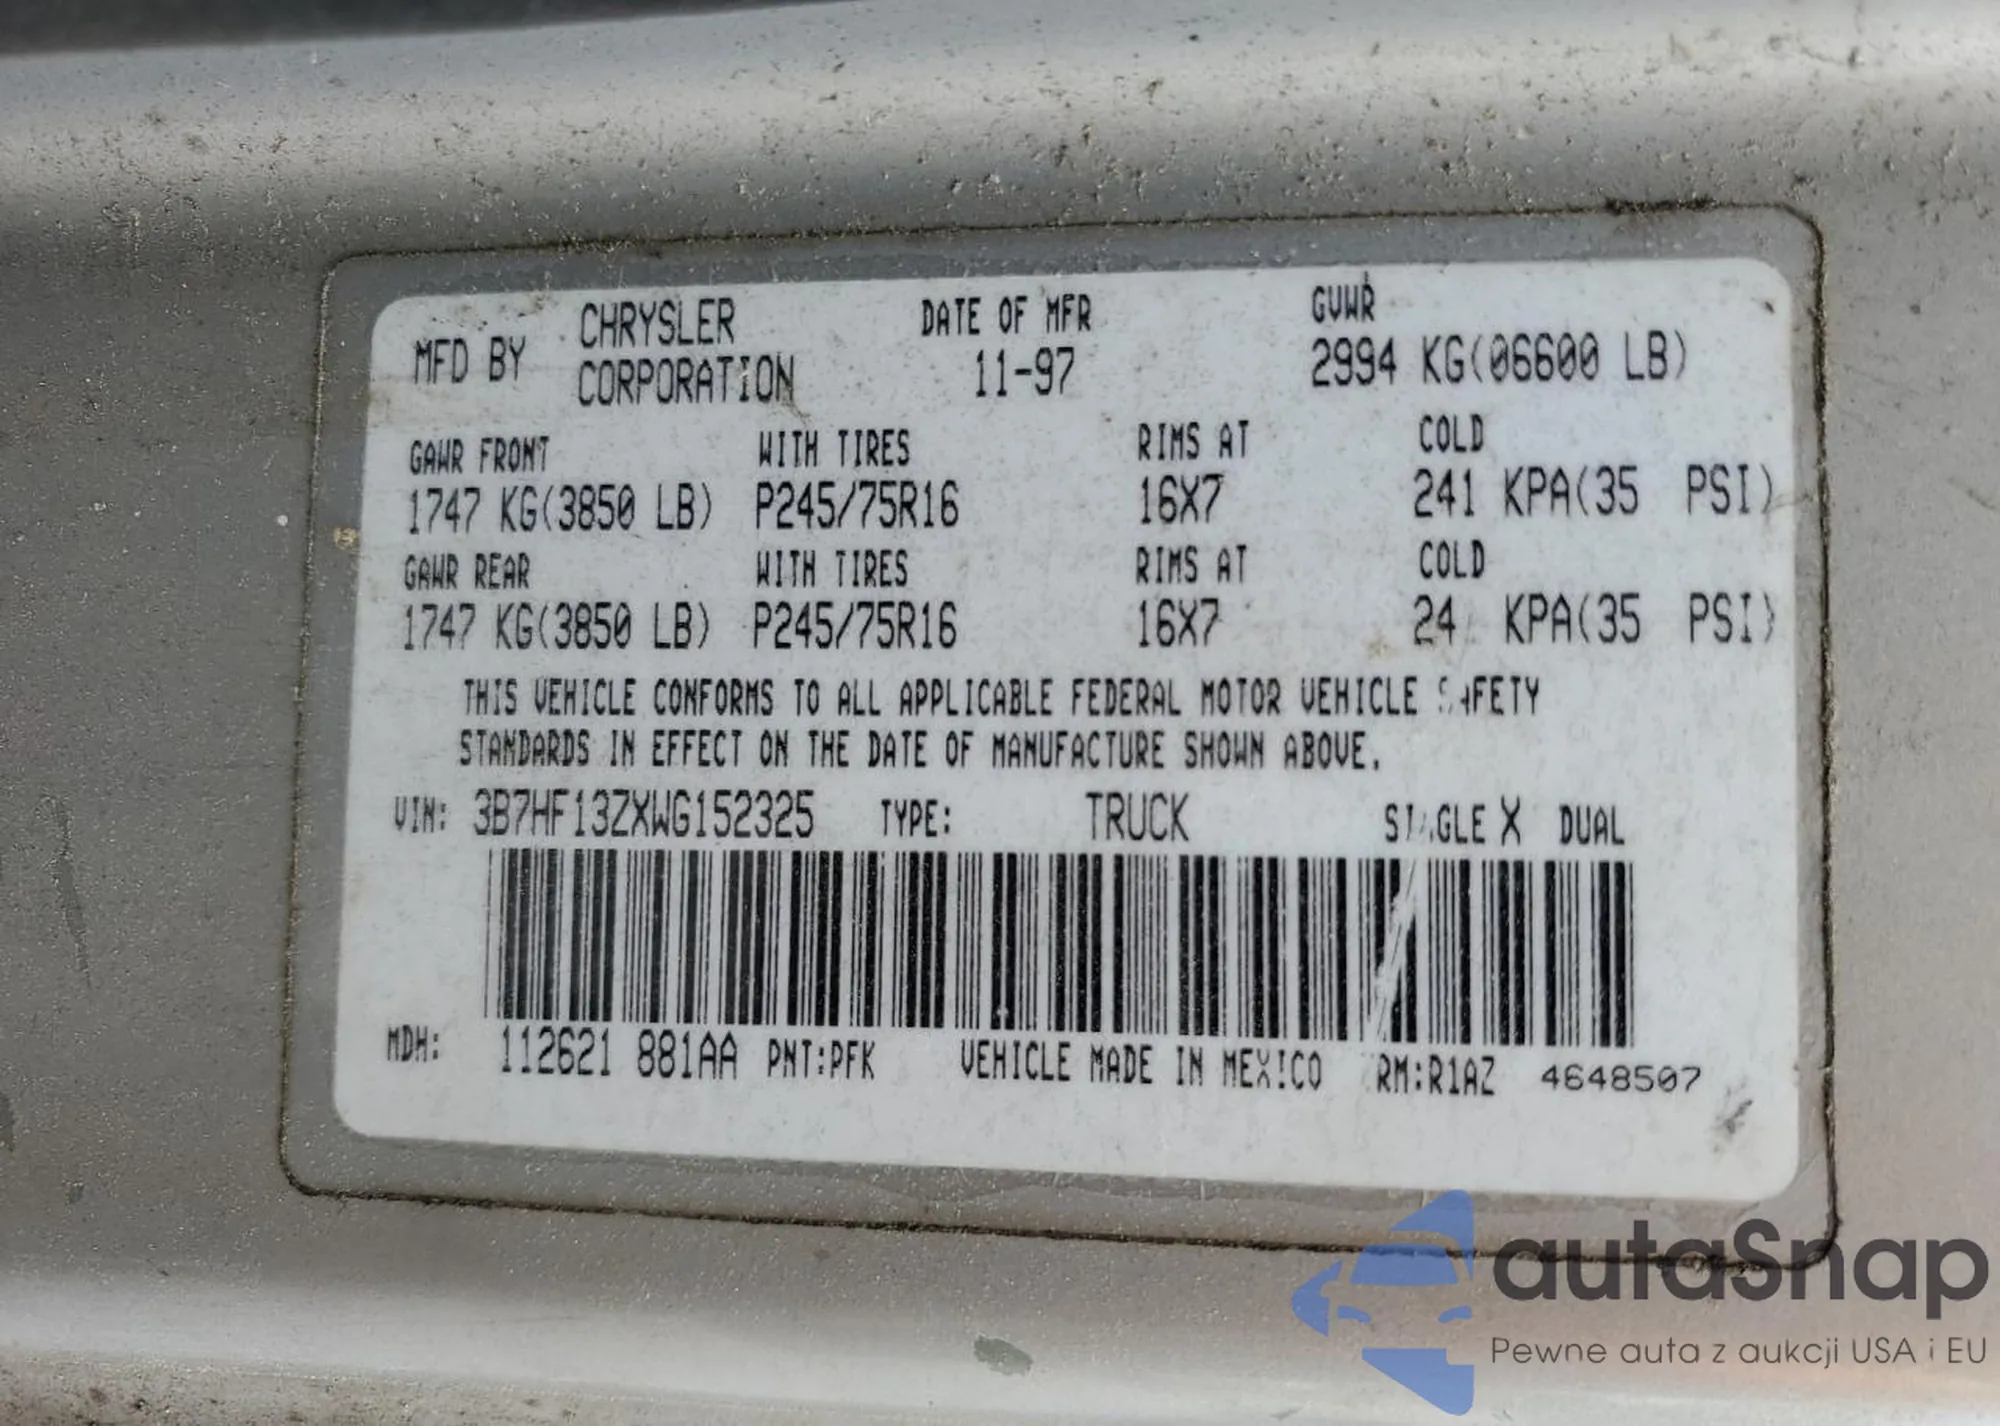 MFD BY CHRYSLER CORPORATION DATE OF MFR 11-97 GVWR 2994 KG(06600 LB)
GAWR FRONT WITH TIRES RIMS AT COLD
1747 KG(3850 LB) P245/75R16 16X7 241 KPA(35 PSI)
GAWR REAR WITH TIRES RIMS AT COLD
1747 KG(3850 LB) P245/75R16 16X7 24 KPA(35 PSI)
THIS VEHICLE CONFORMS TO ALL APPLICABLE FEDERAL MOTOR VEHICLE SAFETY
STANDARDS IN EFFECT ON THE DATE OF MANUFACTURE SHOWN ABOVE.
VIN: 3B7HF13ZXWG152325 TYPE: TRUCK SINGLE X DUAL
MDH: 112621 881AA PNT:PFK VEHICLE MADE IN MEXICO RM:R1AZ 4648507
autaSnap
Pewne auta z aukcji USA i EU